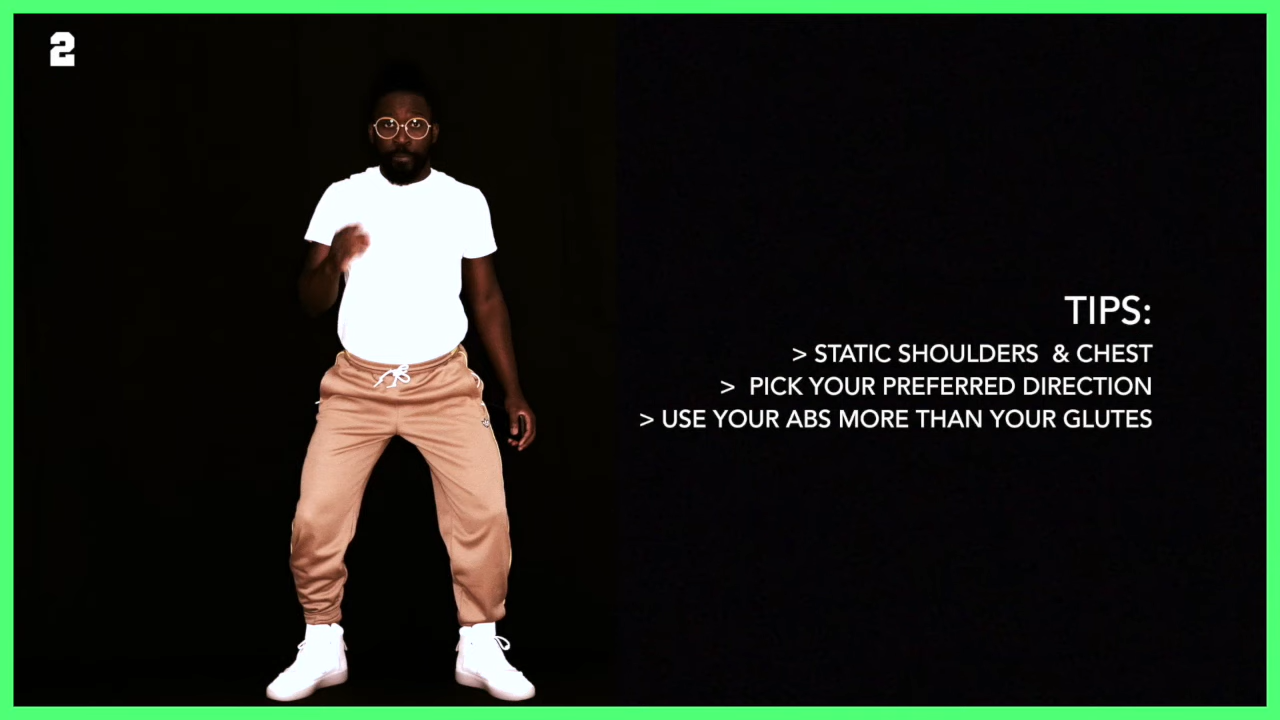 2
TIPS:
> STATIC SHOULDERS & CHEST
> PICK YOUR PREFERRED DIRECTION
> USE YOUR ABS MORE THAN YOUR GLUTES